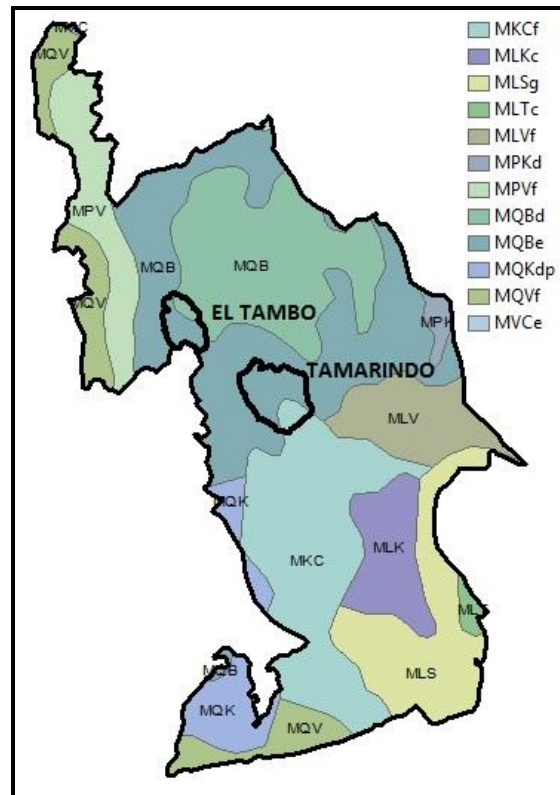 MKC
MQV
MPV
MQV
MQB
MQB
EL TAMBO
TAMARINDO
MPK
MLV
MQK
MLK
MKC
MLS
MQB
MQK
MQV
MKCf
MLKc
MLSg
MLTc
MLVf
MPKd
MPVf
MQBd
MQBe
MQKdp
MQVf
MVCe